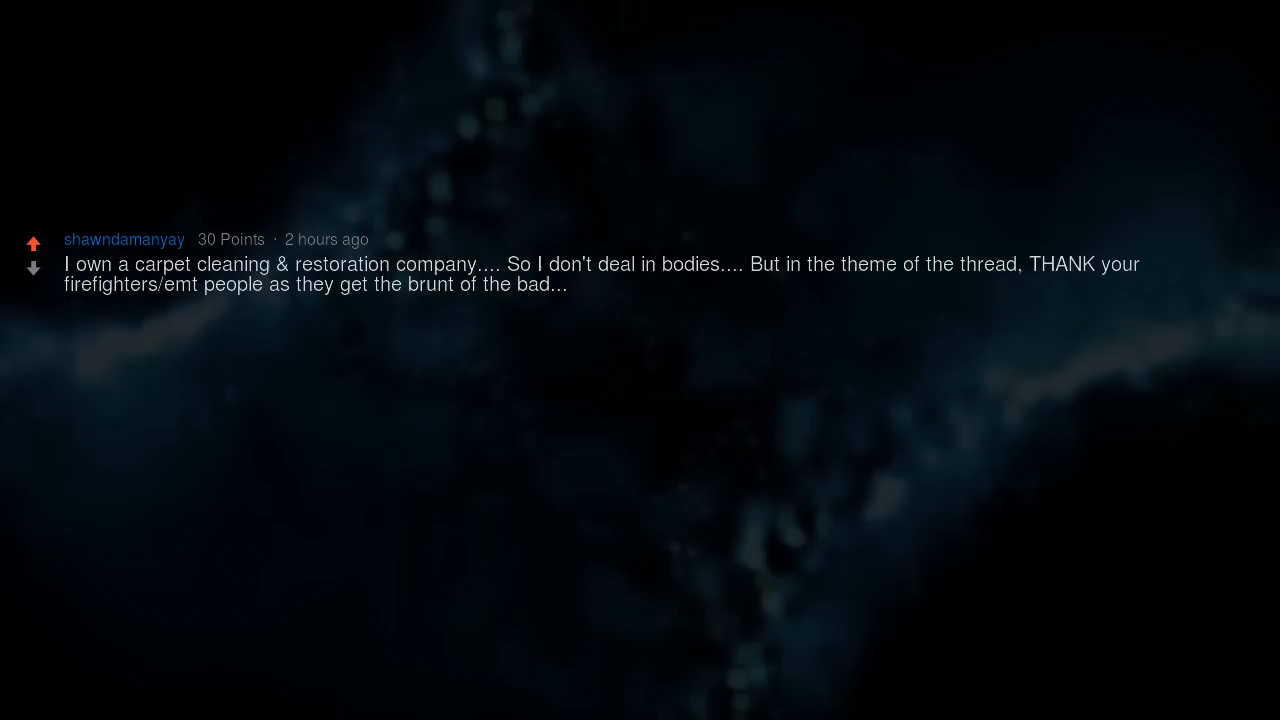 shawndamanyay 30 Points · 2 hours ago
I own a carpet cleaning & restoration company.... So I don't deal in bodies.... But in the theme of the thread, THANK your
firefighters/emt people as they get the brunt of the bad...